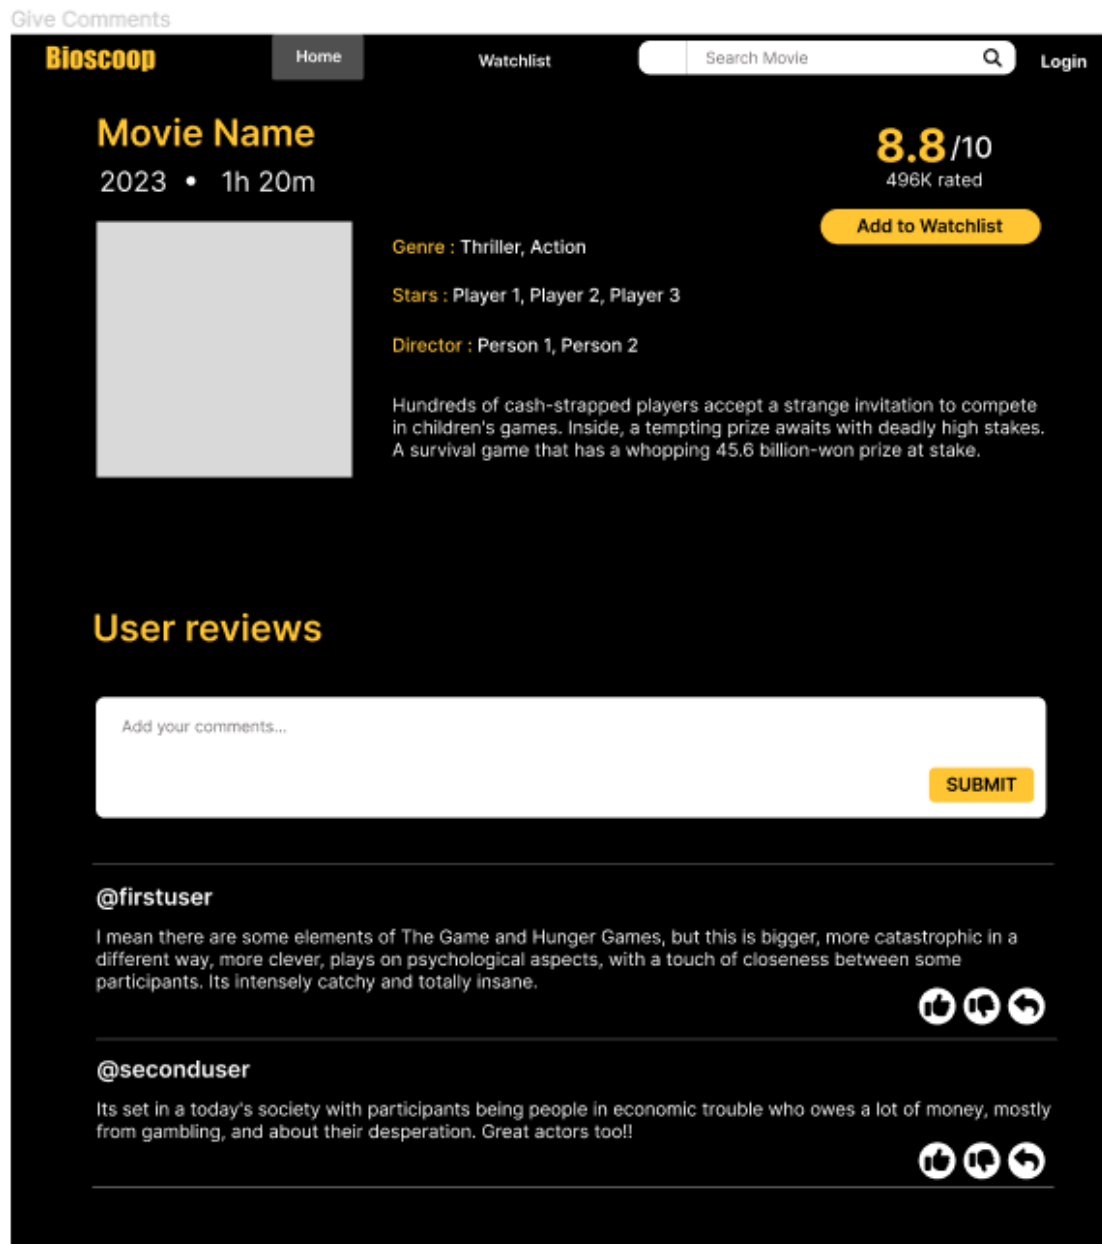 Give Comments
Bioscoop
Home
Watchlist
Search Movie
Login
Movie Name
2023 • 1h 20m
8.8/10
496K rated
Add to Watchlist
Genre : Thriller, Action
Stars : Player 1, Player 2, Player 3
Director : Person 1, Person 2
Hundreds of cash-strapped players accept a strange invitation to compete
in children's games. Inside, a tempting prize awaits with deadly high stakes.
A survival game that has a whopping 45.6 billion-won prize at stake.
User reviews
Add your comments...
SUBMIT
@firstuser
I mean there are some elements of The Game and Hunger Games, but this is bigger, more catastrophic in a
different way, more clever, plays on psychological aspects, with a touch of closeness between some
participants. Its intensely catchy and totally insane.
@seconduser
Its set in a today's society with participants being people in economic trouble who owes a lot of money, mostly
from gambling, and about their desperation. Great actors too!!